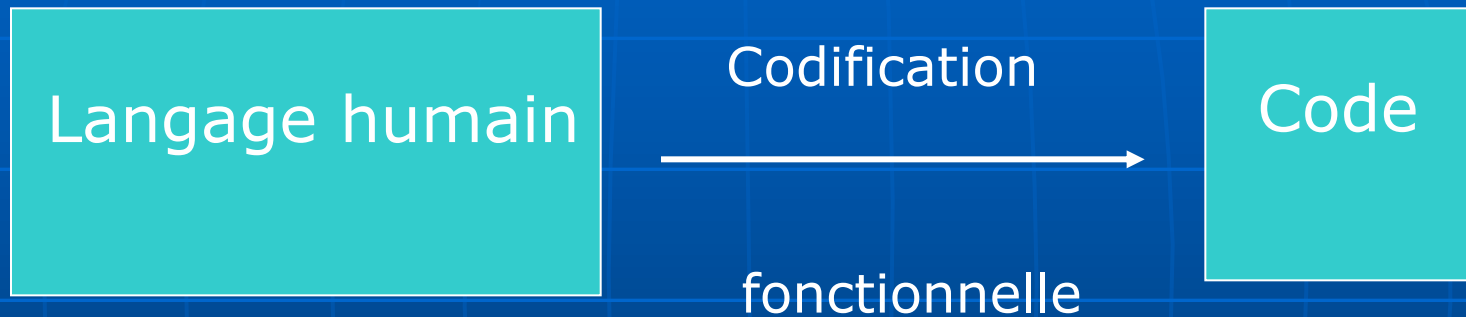 Langage humain
Codification
fonctionnelle
Code